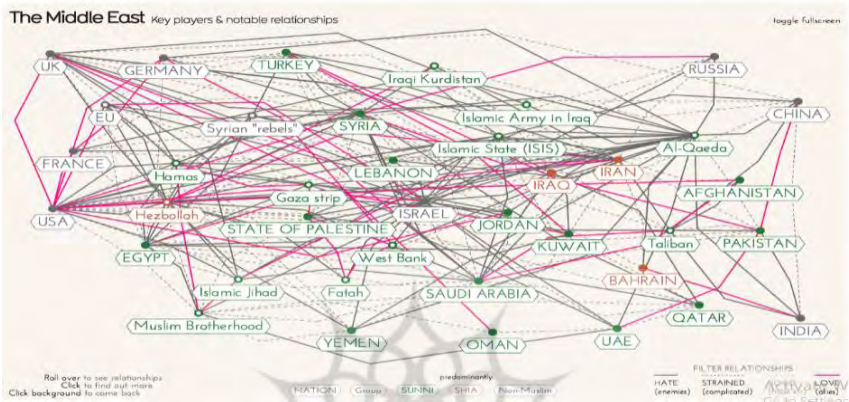 The Middle East Key players & notable relationships
toggle fullscreen
UK
GERMANY
TURKEY
Iraqi Kurdistan
RUSSIA
EU
Syrian "rebels"
SYRIA
Islamic Army in Iraq
CHINA
FRANCE
Islamic State (ISIS)
Al-Qaeda
Hamas
LEBANON
IRAN
USA
Hezbollah
Gaza strip
ISRAEL
IRAQ
AFGHANISTAN
STATE OF PALESTINE
JORDAN
EGYPT
West Bank
KUWAIT
Taliban
PAKISTAN
Islamic Jihad
Fatah
SAUDI ARABIA
BAHRAIN
Muslim Brotherhood
YEMEN
OMAN
UAE
QATAR
INDIA
Roll over to see relationships
Click to find out more
Click background to come back
predominantly
NATION Group SUNNI SHIA Non-Muslim
FILTER RELATIONSHIPS
HATE STRAINED LOVE
(enemies) (complicated) (allies)